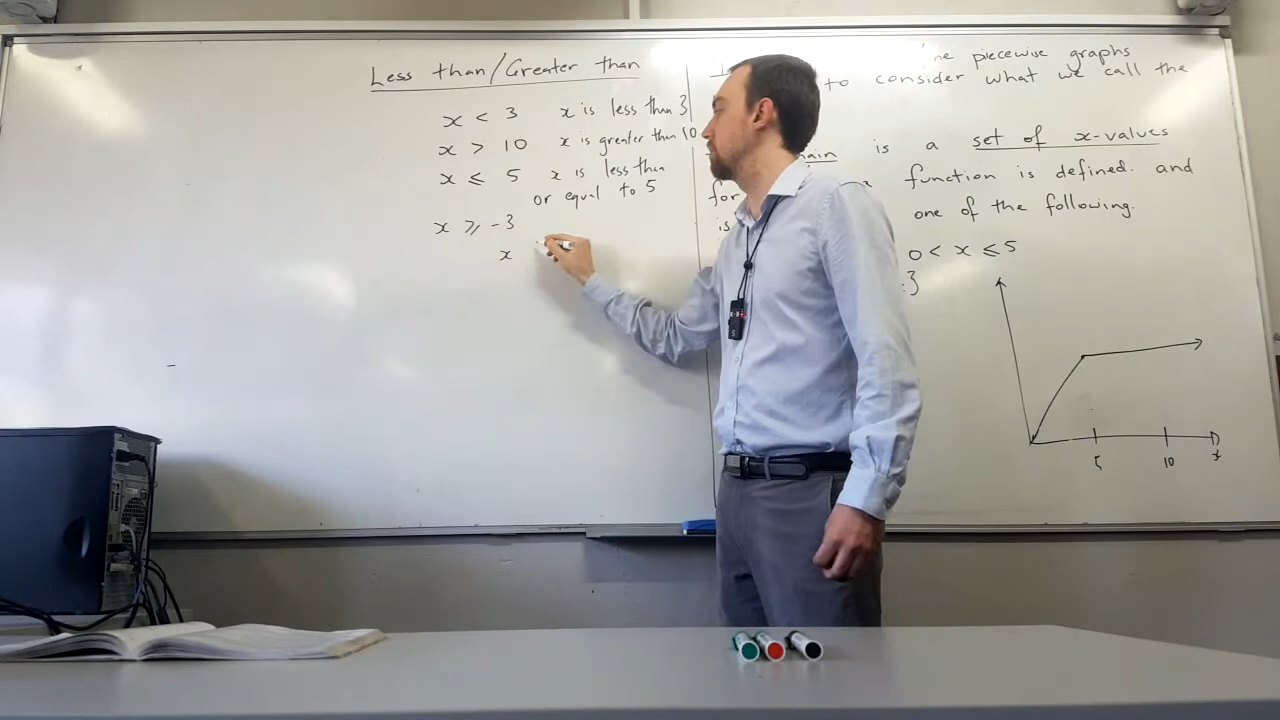 Less than/Greater than
x < 3 x is less than 3
x > 10 x is greater than 10
x ⩽ 5 x is less than
or equal to 5
x ⩾ -3
x
piecewise graphs
to consider what we call the
is a set of x-values
for function is defined. and
is one of the following.
0 < x ⩽ 5
}
5 10 x